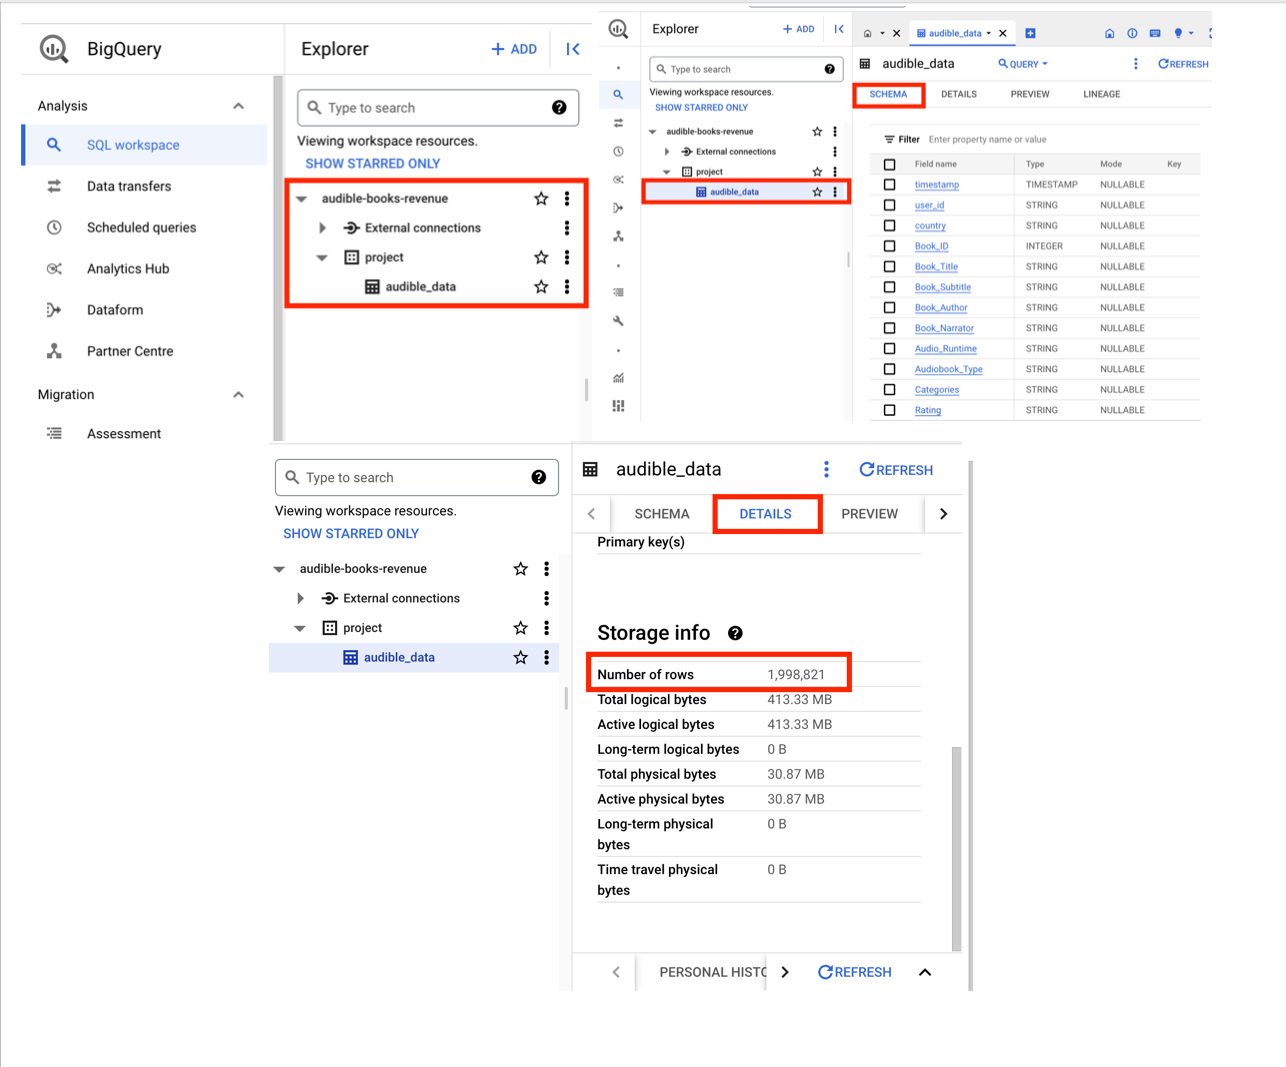 BigQuery
Analysis
SQL workspace
Data transfers
Scheduled queries
Analytics Hub
Dataform
Partner Centre
Migration
Assessment
Explorer
+ ADD
Type to search
Viewing workspace resources.
SHOW STARRED ONLY
audible-books-revenue
External connections
project
audible_data
Explorer
+ ADD
Type to search
Viewing workspace resources.
SHOW STARRED ONLY
audible-books-revenue
External connections
project
audible_data
audible_data
audible_data
QUERY
REFRESH
SCHEMA DETAILS PREVIEW LINEAGE
Filter Enter property name or value
Field name Type Mode Key
timestamp TIMESTAMP NULLABLE
user_id STRING NULLABLE
country STRING NULLABLE
Book_ID INTEGER NULLABLE
Book_Title STRING NULLABLE
Book_Subtitle STRING NULLABLE
Book_Author STRING NULLABLE
Book_Narrator STRING NULLABLE
Audio_Runtime STRING NULLABLE
Audiobook_Type STRING NULLABLE
Categories STRING NULLABLE
Rating STRING NULLABLE
Type to search
Viewing workspace resources.
SHOW STARRED ONLY
audible-books-revenue
External connections
project
audible_data
audible_data
REFRESH
SCHEMA DETAILS PREVIEW
Primary key(s)
Storage info
Number of rows 1,998,821
Total logical bytes 413.33 MB
Active logical bytes 413.33 MB
Long-term logical bytes 0 B
Total physical bytes 30.87 MB
Active physical bytes 30.87 MB
Long-term physical 0 B
bytes
Time travel physical 0 B
bytes
PERSONAL HISTO
REFRESH